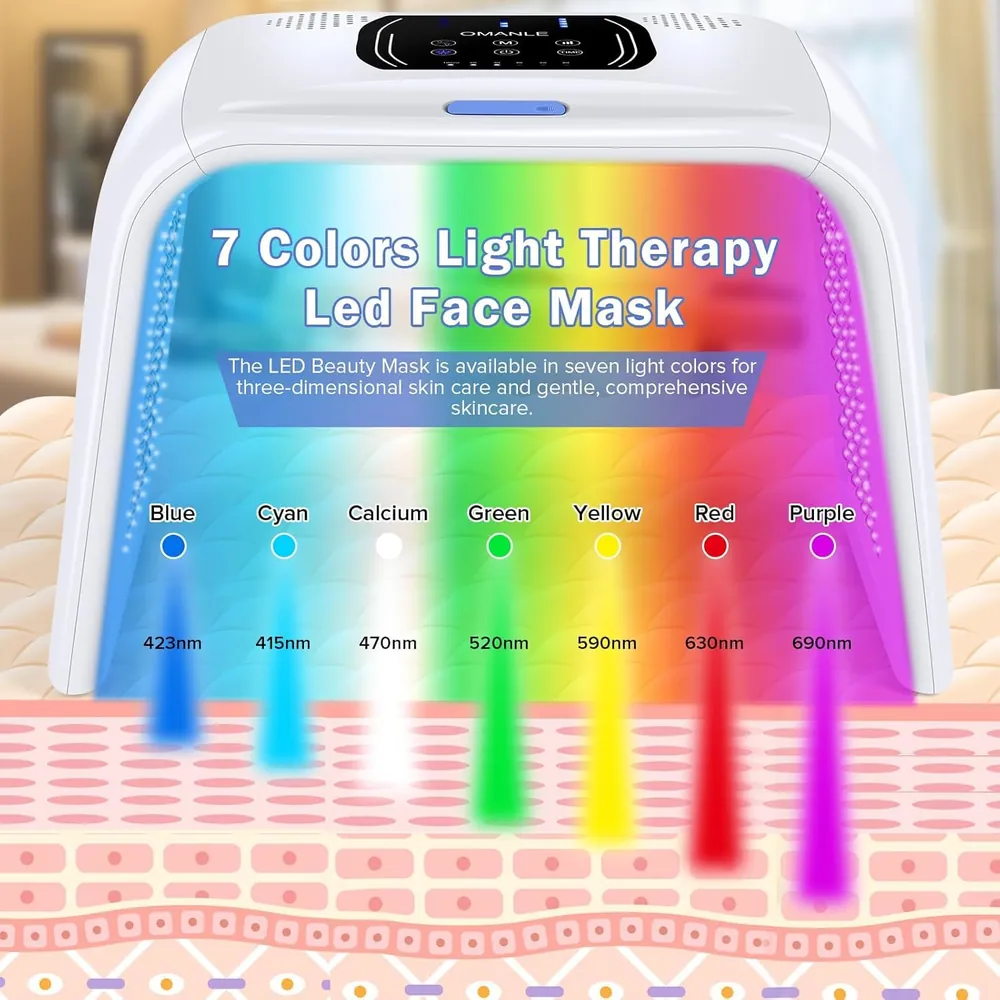 OMANLE
M
TIME
7 Colors Light Therapy
Led Face Mask
The LED Beauty Mask is available in seven light colors for
three-dimensional skin care and gentle, comprehensive
skincare.
Blue Cyan Calcium Green Yellow Red Purple
423nm 415nm 470nm 520nm 590nm 630nm 690nm